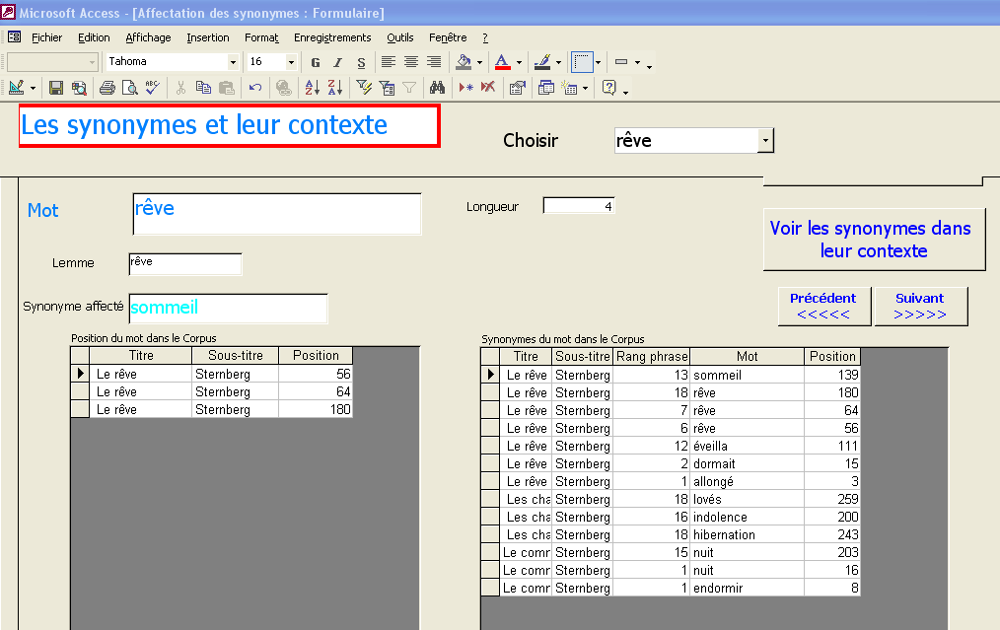 Microsoft Access - [Affectation des synonymes : Formulaire]
Fichier Edition Affichage Insertion Format Enregistrements Outils Fenêtre ?
Tahoma 16 G I S
Les synonymes et leur contexte
Choisir rêve
Mot rêve
Longueur 4
Voir les synonymes dans
leur contexte
Lemme rêve
Synonyme affecté sommeil
Précédent Suivant
<<<<< >>>>>
Position du mot dans le Corpus
Titre Sous-titre Position
Le rêve Sternberg 56
Le rêve Sternberg 64
Le rêve Sternberg 180
Synonymes du mot dans le Corpus
Titre Sous-titre Rang phrase Mot Position
Le rêve Sternberg 13 sommeil 139
Le rêve Sternberg 18 rêve 180
Le rêve Sternberg 7 rêve 64
Le rêve Sternberg 6 rêve 56
Le rêve Sternberg 12 éveilla 111
Le rêve Sternberg 2 dormait 15
Le rêve Sternberg 1 allongé 3
Les cha Sternberg 18 lovés 259
Les cha Sternberg 16 indolence 200
Les cha Sternberg 18 hibernation 243
Le comr Sternberg 15 nuit 203
Le comr Sternberg 1 nuit 16
Le comr Sternberg 1 endormir 8